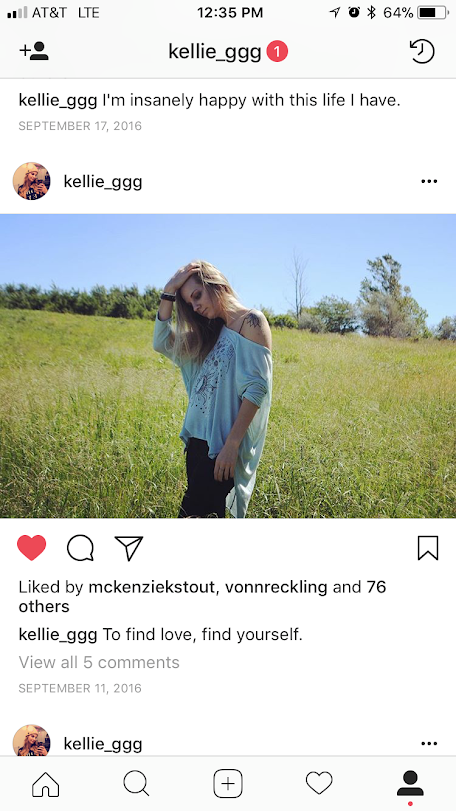 AT&T LTE 12:35 PM 64%
kellie_ggg 1
kellie_ggg I'm insanely happy with this life I have.
SEPTEMBER 17, 2016
kellie_ggg
Liked by mckenziekstout, vonnreckling and 76
others
kellie_ggg To find love, find yourself.
View all 5 comments
SEPTEMBER 11, 2016
kellie_ggg